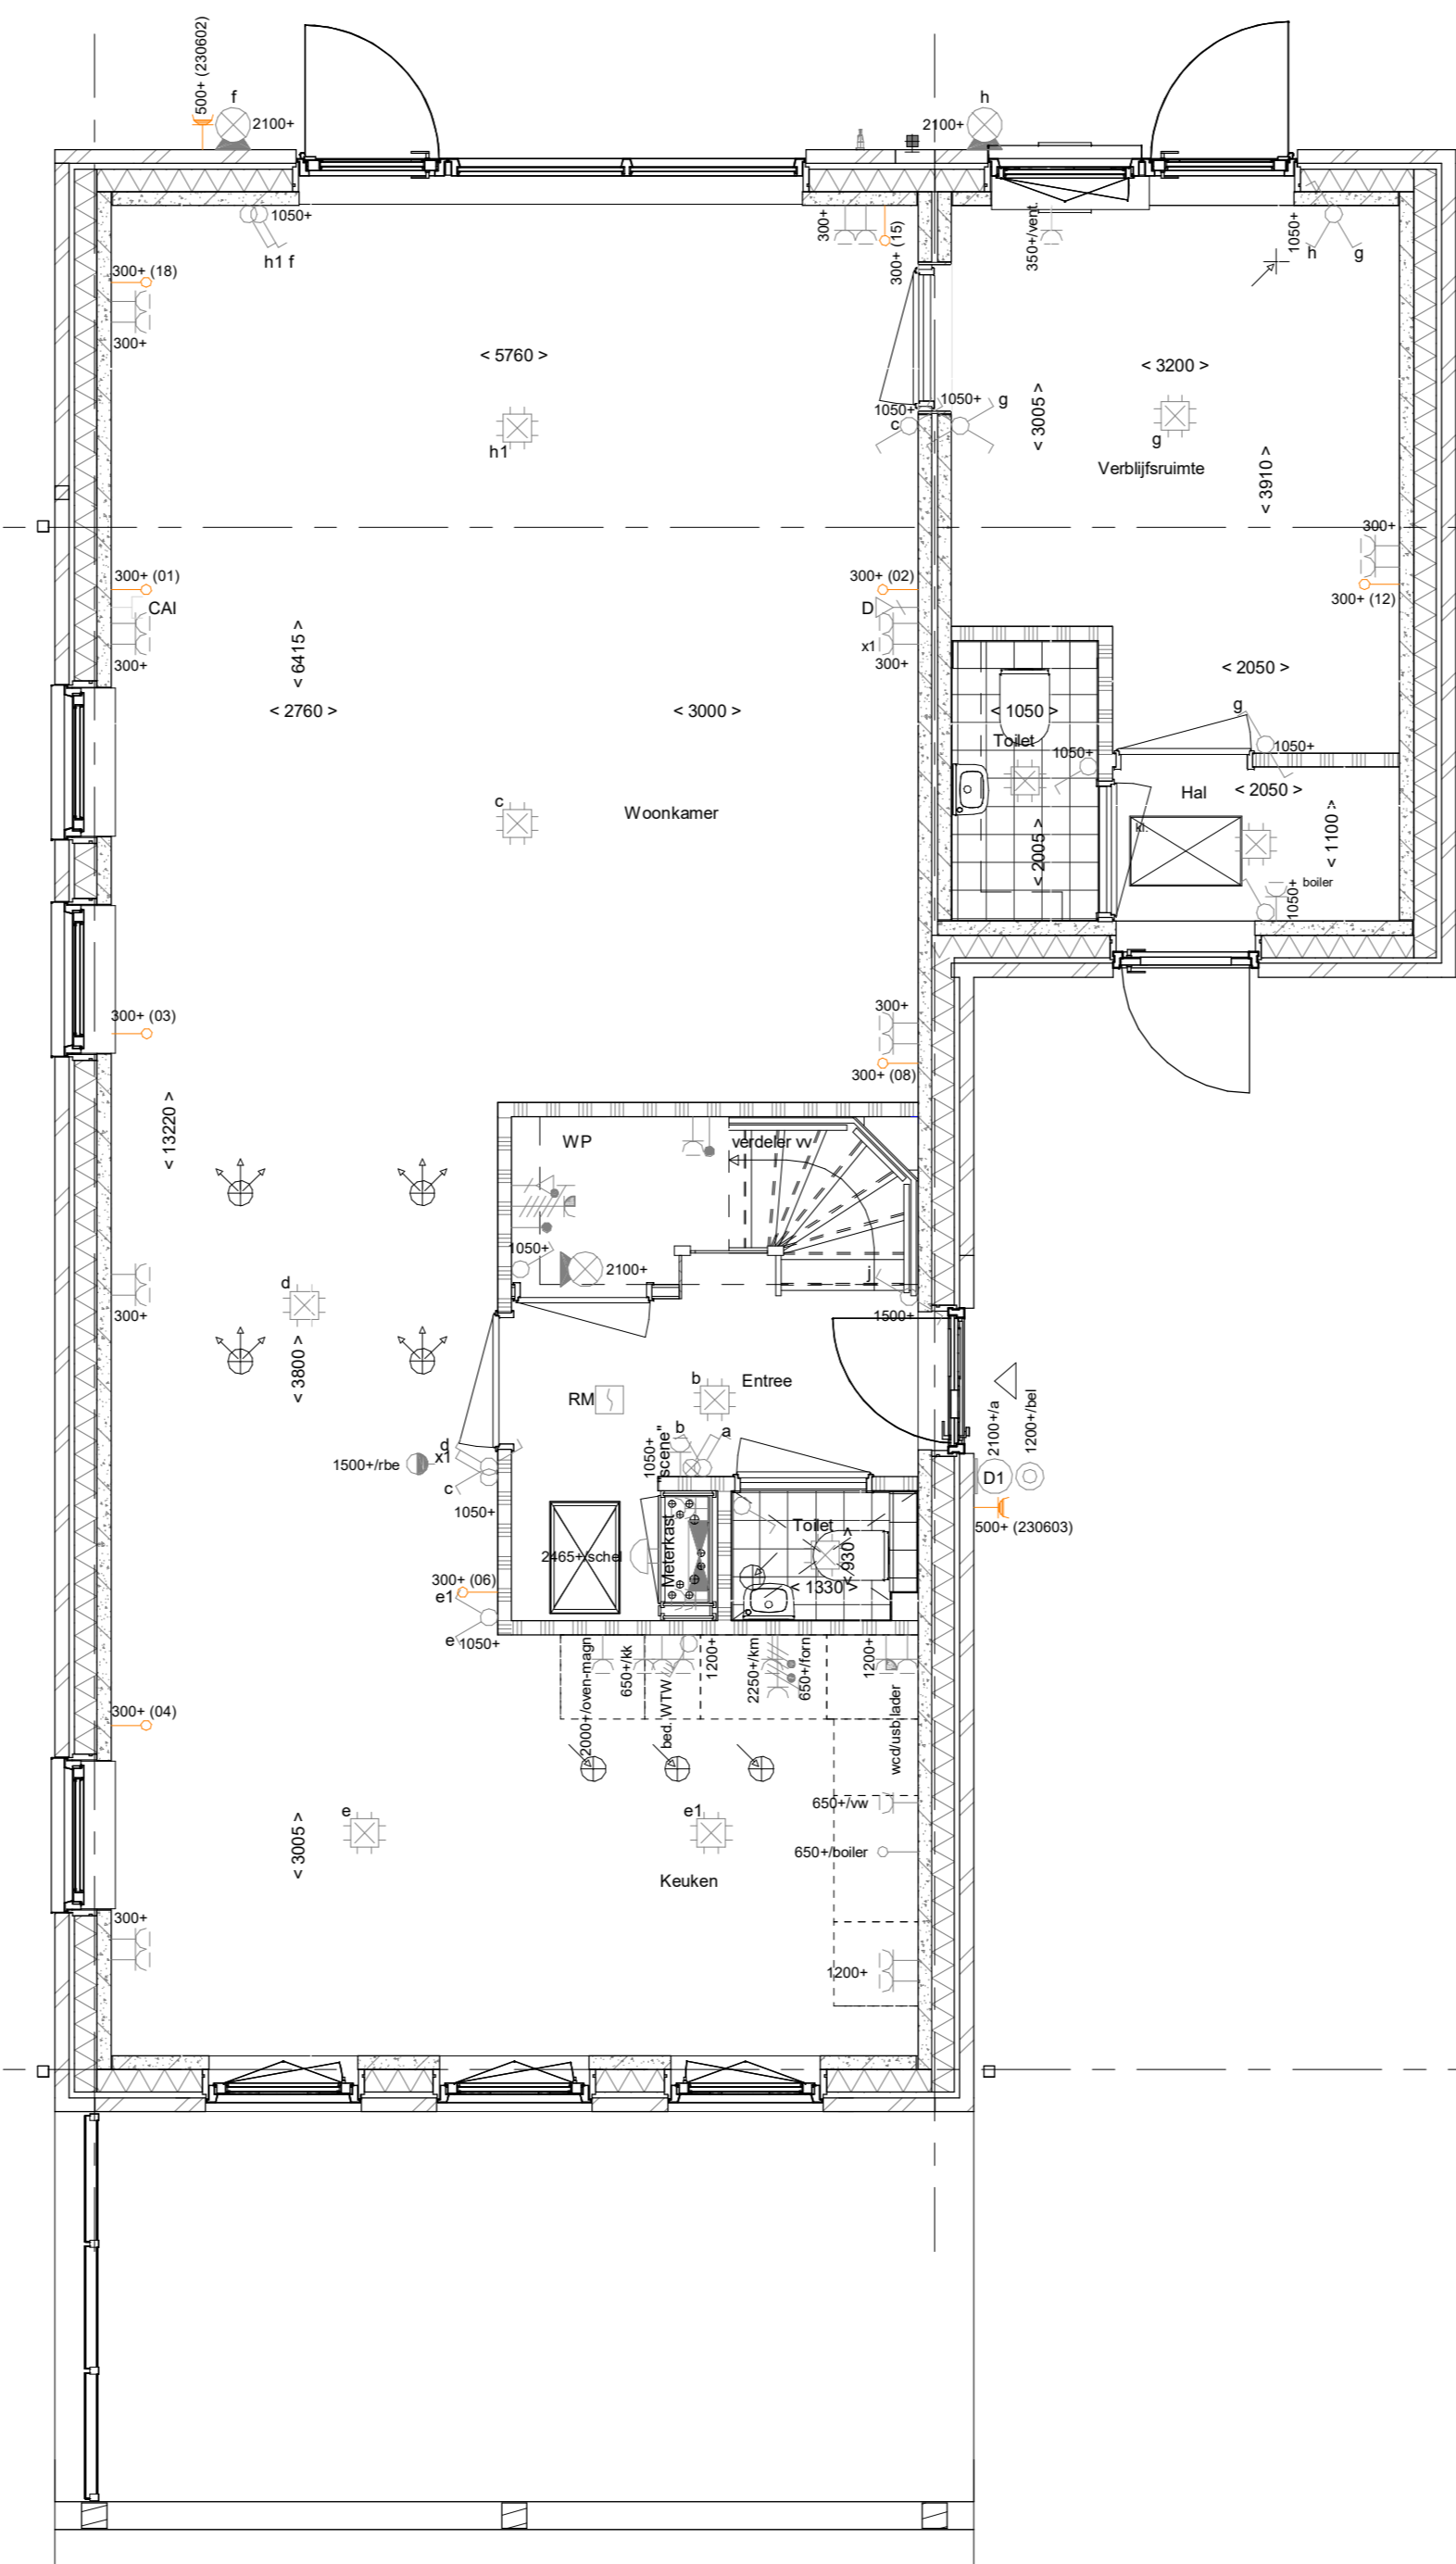 500+ (230602)
f
2100+
h
2100+
1050+
h1 f
300+
300+ (15)
350+/vent.
1050+
h
g
300+ (18)
300+
< 5760 >
< 3200 >
1050+
c
1050+
g
< 3005 >
h1
g
Verblijfsruimte
< 3910 >
300+
300+ (12)
300+ (01)
CAI
300+
300+ (02)
D
x1
300+
< 6415 >
< 2760 >
< 3000 >
< 1050 >
Toilet
1050+
< 2050 >
g
1050+
Hal
< 2050 >
c
Woonkamer
< 2005 >
kl.
< 1100 >
1050+
boiler
300+ (03)
300+
300+ (08)
< 13220 >
WP
verdeler vv
1050+
2100+
j
1500+
d
300+
< 3800 >
RM
b
Entree
2100+/a
1200+/bel
b
a
1050+
"scene"
d
x1
1500+/rbe
c
1050+
D1
500+ (230603)
2465+/schel
Meterkast
Toilet
< 930 >
< 1330 >
300+ (06)
e1
e
1050+
2000+/oven-magn
650+/kk
bed. WTW
1200+
2250+/km
650+/forn
1200+
wcd/usb lader
300+ (04)
e
e1
650+/vw
650+/boiler
< 3005 >
Keuken
300+
1200+